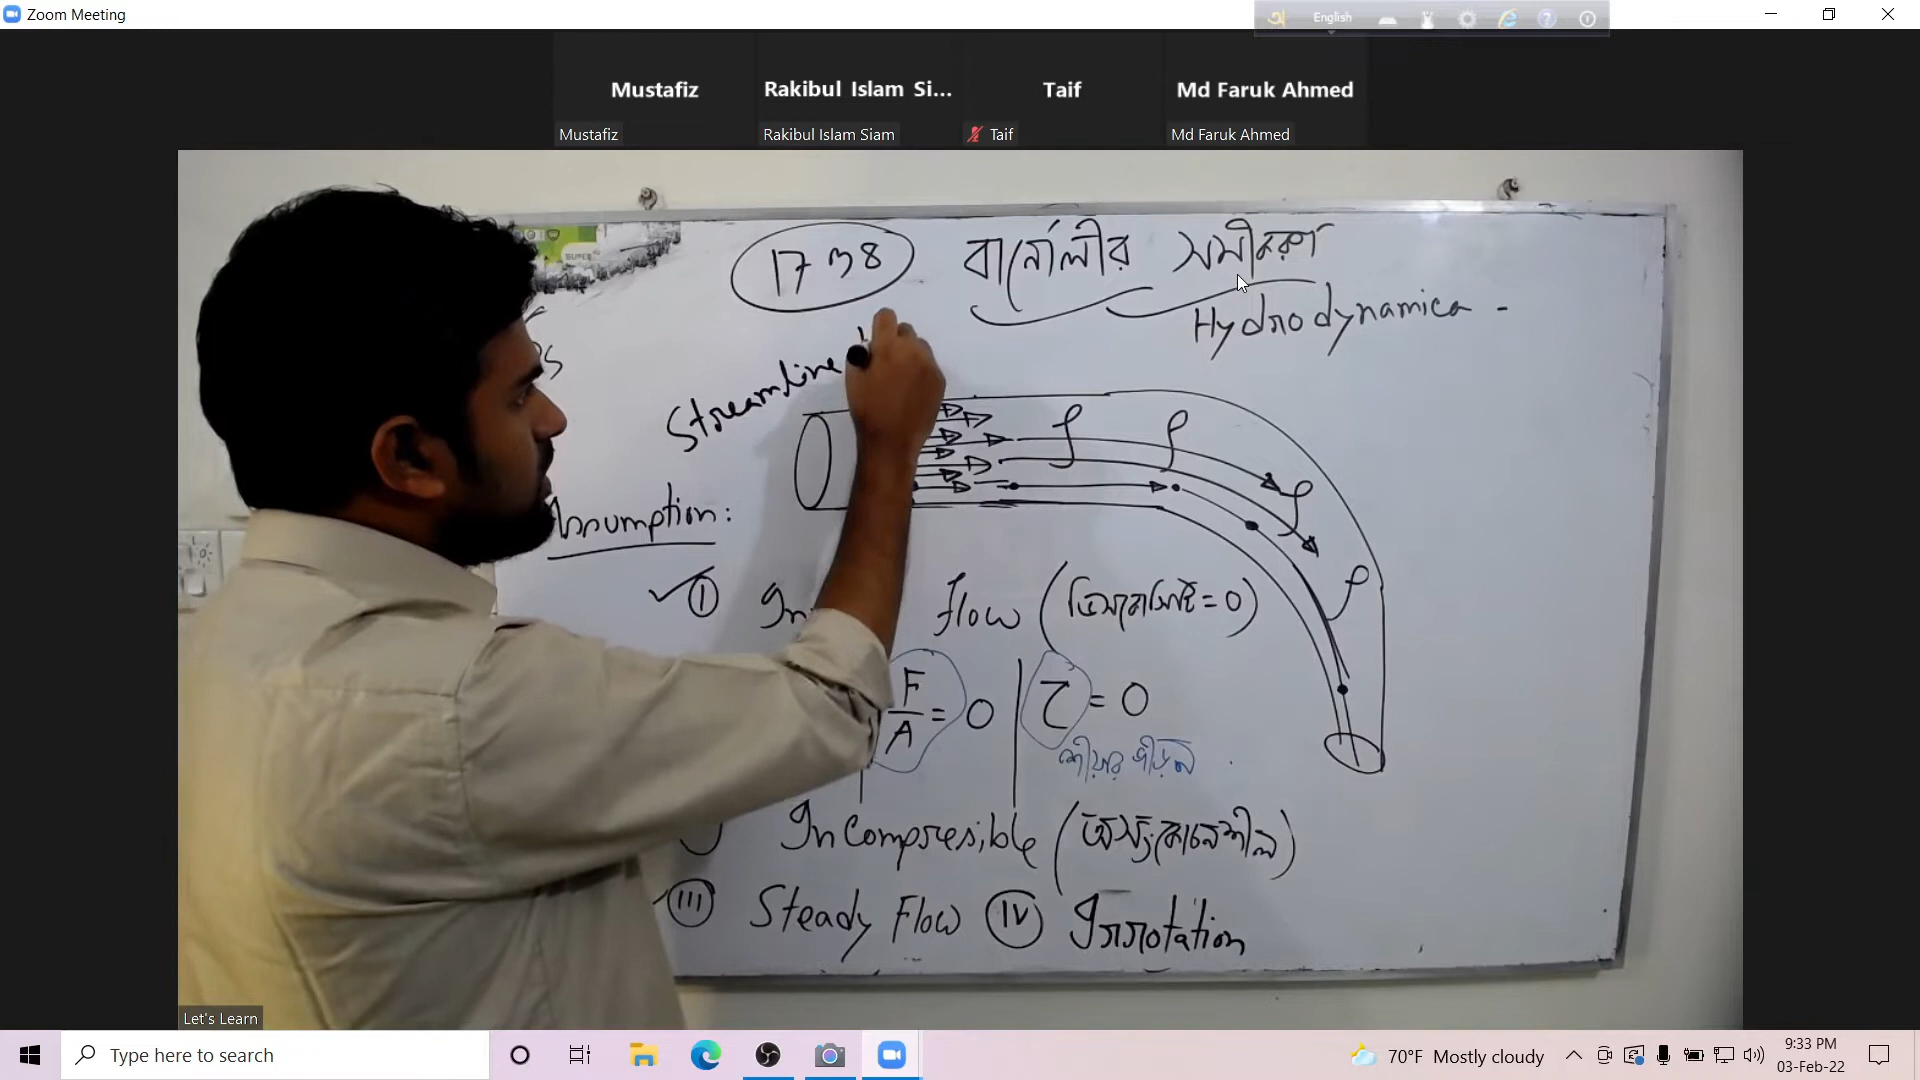 Zoom Meeting
English
Mustafiz
Rakibul Islam Si...
Taif
Md Faruk Ahmed
Mustafiz
Rakibul Islam Siam
Taif
Md Faruk Ahmed
1738 বার্নোলীর সমীকরণ
Hydrodynamica -
Streamline
ρ ρ ρ ρ
Assumption:
I flow (ভিসকোসিটি = 0)
F/A = 0 | τ = 0
শীয়ার পীড়ন
Incompressible (অসংকোচনশীল)
III Steady Flow IV Irrotation
Let's Learn
Type here to search
70°F Mostly cloudy
9:33 PM
03-Feb-22